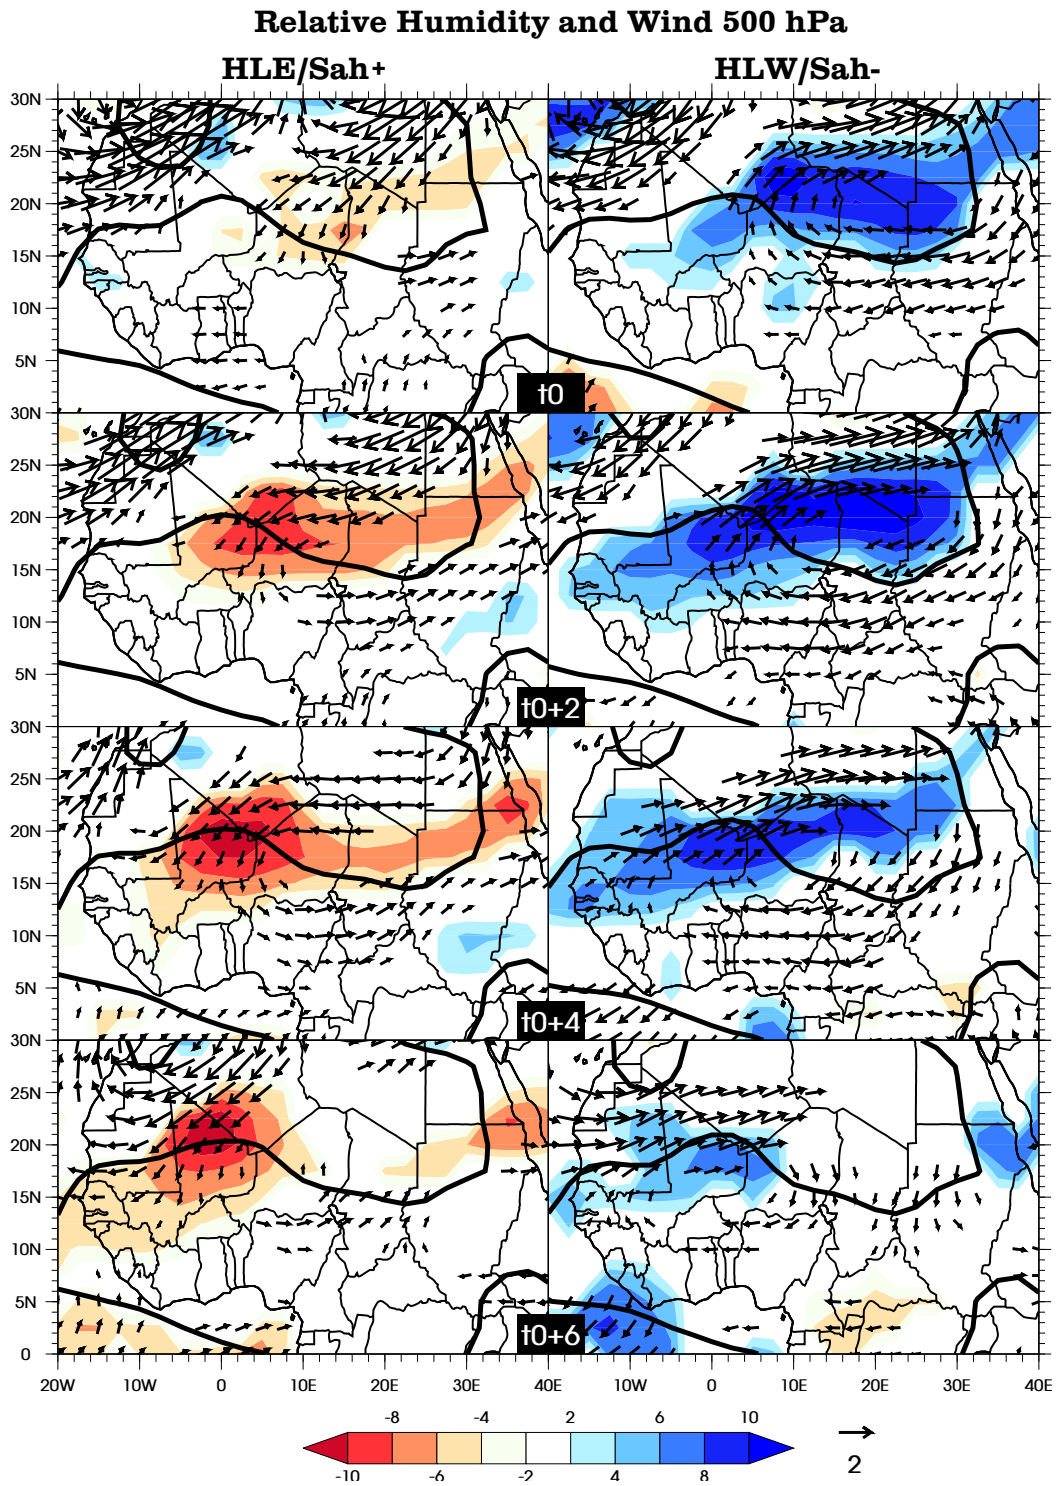 Relative Humidity and Wind 500 hPa
HLE/Sah+ HLW/Sah-
30N
25N
20N
15N
10N
5N
t0
30N
25N
20N
15N
10N
5N
t0+2
30N
25N
20N
15N
10N
5N
t0+4
30N
25N
20N
15N
10N
5N
t0+6
0
20W 10W 0 10E 20E 30E 40E 10W 0 10E 20E 30E 40E
-8 -4 2 6 10
-10 -6 -2 4 8
2